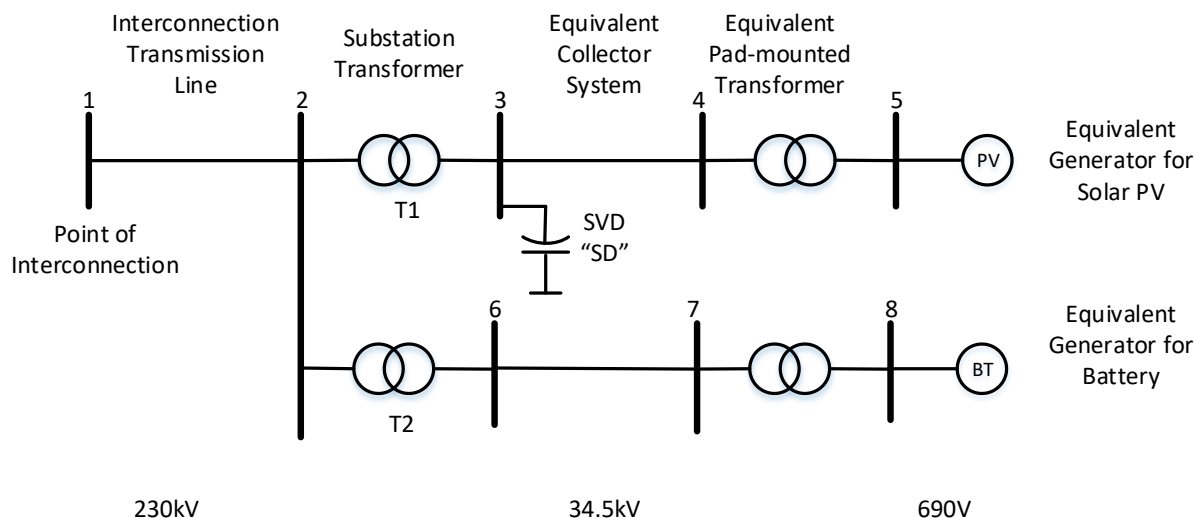 Interconnection
Transmission
Line
Substation
Transformer
Equivalent
Collector
System
Equivalent
Pad-mounted
Transformer
1
2
3
4
5
PV
Equivalent
Generator for
Solar PV
T1
SVD
“SD”
Point of
Interconnection
6
7
8
BT
Equivalent
Generator for
Battery
T2
230kV
34.5kV
690V